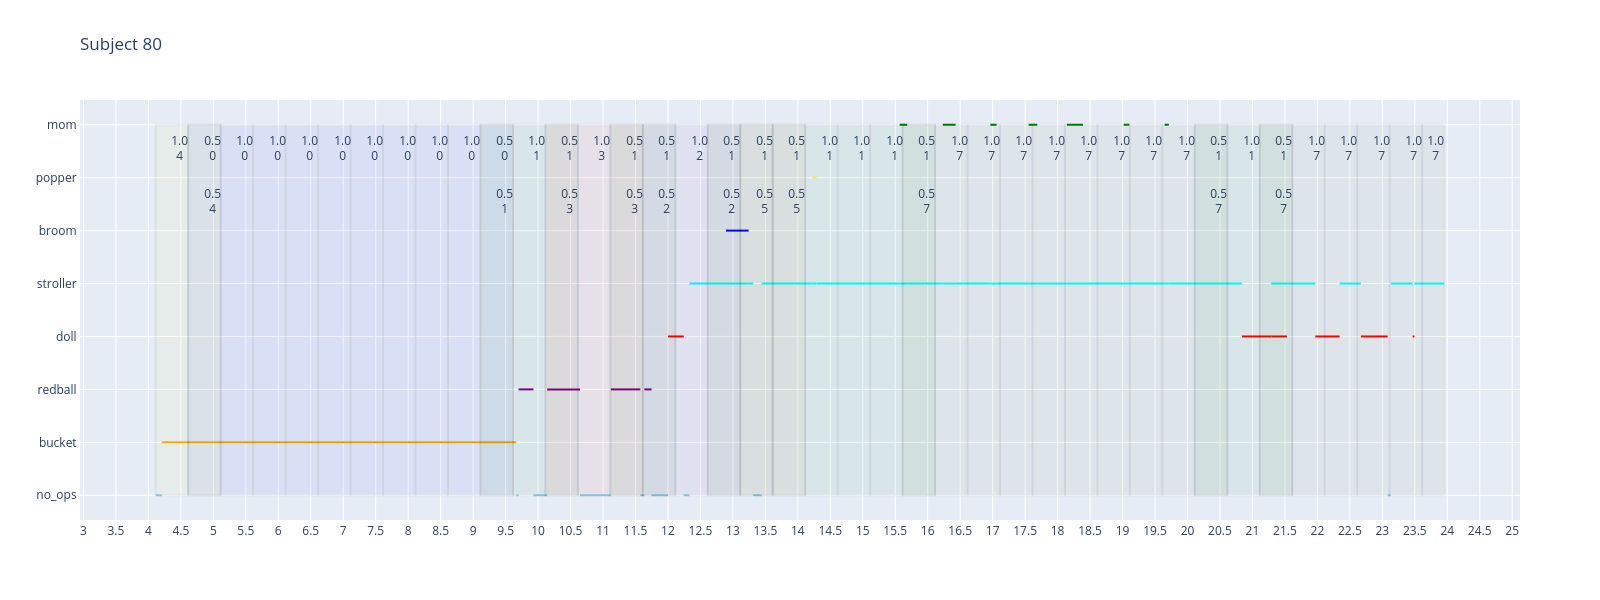 Subject 80
mom
1.0 0.5 1.0 1.0 1.0 1.0 1.0 1.0 1.0 1.0 0.5 1.0 0.5 1.0 0.5 0.5 1.0 0.5 0.5 0.5 1.0 1.0 1.0 0.5 1.0 1.0 1.0 1.0 1.0 1.0 1.0 1.0 0.5 1.0 0.5 1.0 1.0 1.0 1.0 1.0
4 0 0 0 0 0 0 0 0 0 0 1 1 3 1 1 2 1 1 1 1 1 1 1 7 7 7 7 7 7 7 7 1 1 1 7 7 7 7 7
popper
0.5 0.5 0.5 0.5 0.5 0.5 0.5 0.5 0.5 0.5 0.5
4 1 3 3 2 2 5 5 7 7 7
broom
stroller
doll
redball
bucket
no_ops
3 3.5 4 4.5 5 5.5 6 6.5 7 7.5 8 8.5 9 9.5 10 10.5 11 11.5 12 12.5 13 13.5 14 14.5 15 15.5 16 16.5 17 17.5 18 18.5 19 19.5 20 20.5 21 21.5 22 22.5 23 23.5 24 24.5 25